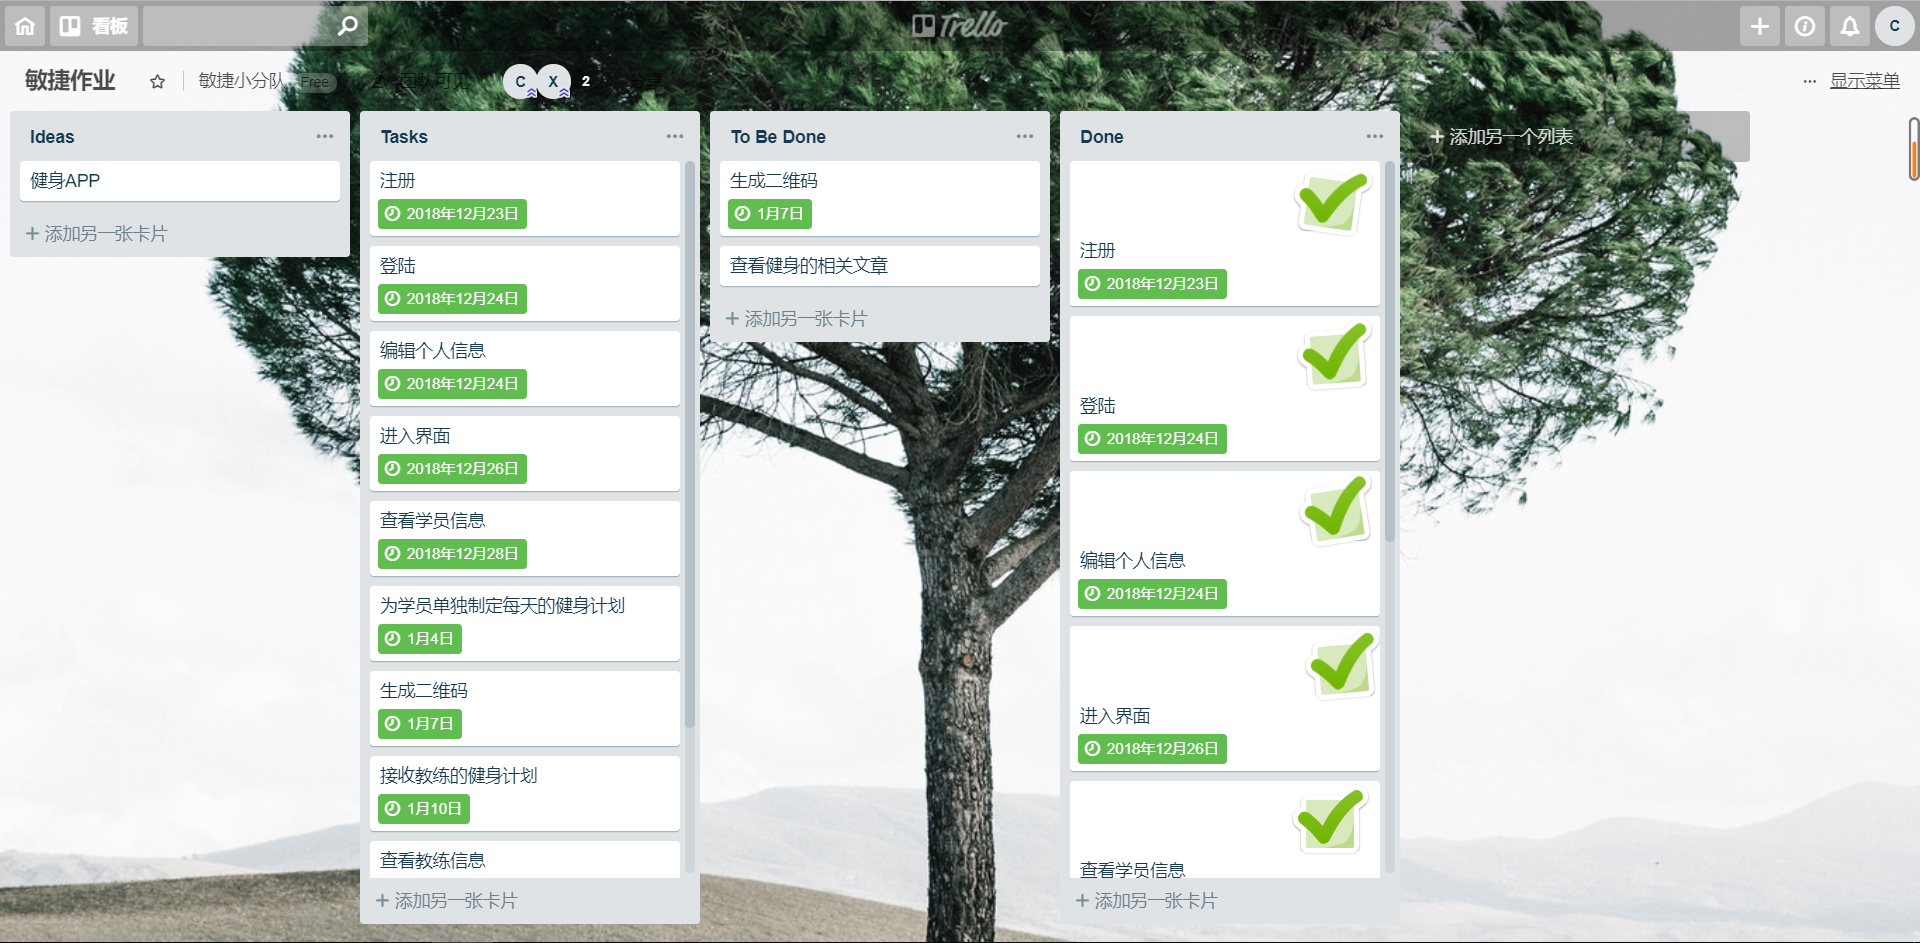 看板
Trello
C
敏捷作业
敏捷小分队
Free
团队可见
C
X
2
显示菜单
Ideas
健身APP
添加另一张卡片
Tasks
注册
2018年12月23日
登陆
2018年12月24日
编辑个人信息
2018年12月24日
进入界面
2018年12月26日
查看学员信息
2018年12月28日
为学员单独制定每天的健身计划
1月4日
生成二维码
1月7日
接收教练的健身计划
1月10日
查看教练信息
添加另一张卡片
To Be Done
生成二维码
1月7日
查看健身的相关文章
添加另一张卡片
Done
注册
2018年12月23日
登陆
2018年12月24日
编辑个人信息
2018年12月24日
进入界面
2018年12月26日
查看学员信息
添加另一张卡片
添加另一个列表